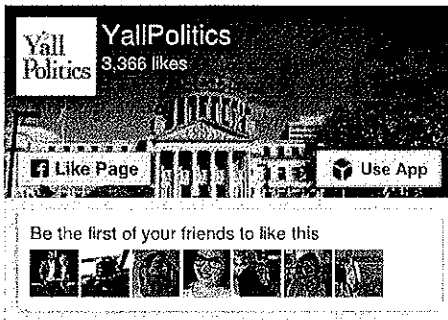 Y'all
Politics
YallPolitics
3,366 likes
Like Page
Use App
Be the first of your friends to like this